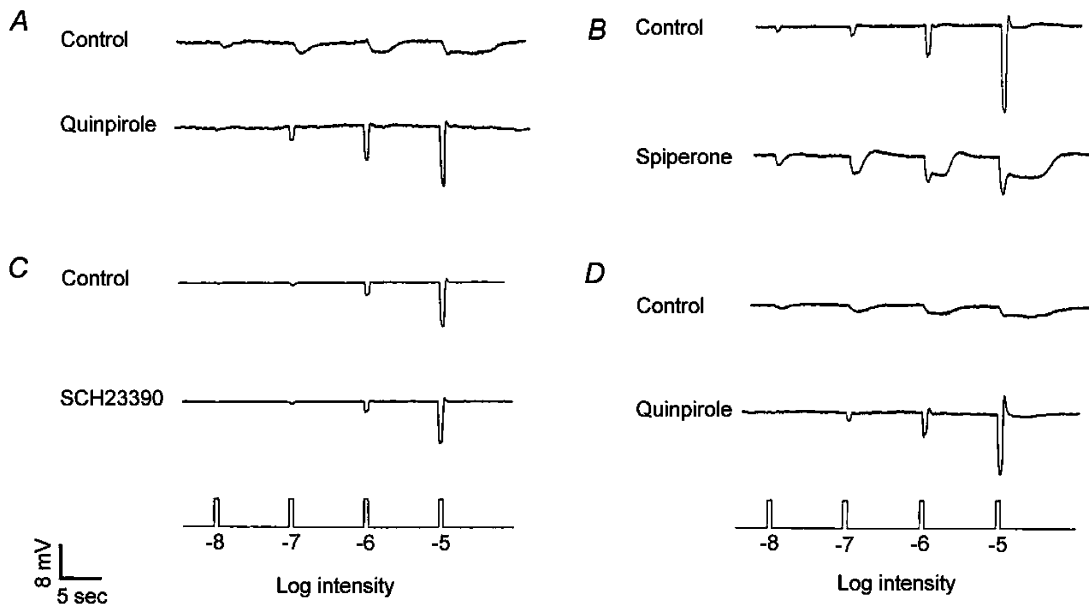 A
Control
Quinpirole
B
Control
Spiperone
C
Control
SCH23390
-8 -7 -6 -5
Log intensity
8 mV
5 sec
D
Control
Quinpirole
-8 -7 -6 -5
Log intensity